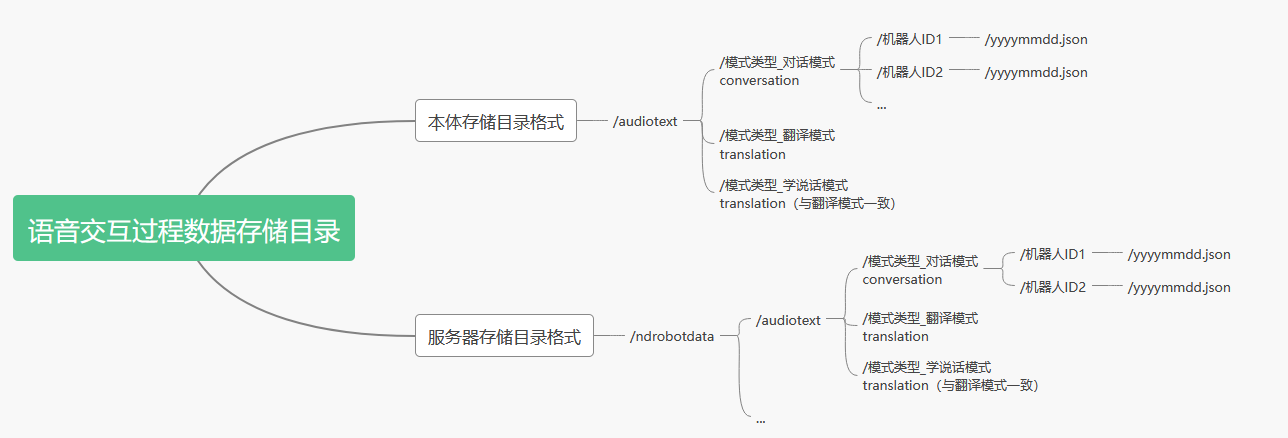 语音交互过程数据存储目录
本体存储目录格式
/audiotext
/模式类型_对话模式
conversation
/机器人ID1
/yyyymmdd.json
/机器人ID2
/yyyymmdd.json
...
/模式类型_翻译模式
translation
/模式类型_学说话模式
translation（与翻译模式一致）
服务器存储目录格式
/ndrobotdata
/audiotext
/模式类型_对话模式
conversation
/机器人ID1
/yyyymmdd.json
/机器人ID2
/yyyymmdd.json
/模式类型_翻译模式
translation
/模式类型_学说话模式
translation（与翻译模式一致）
...